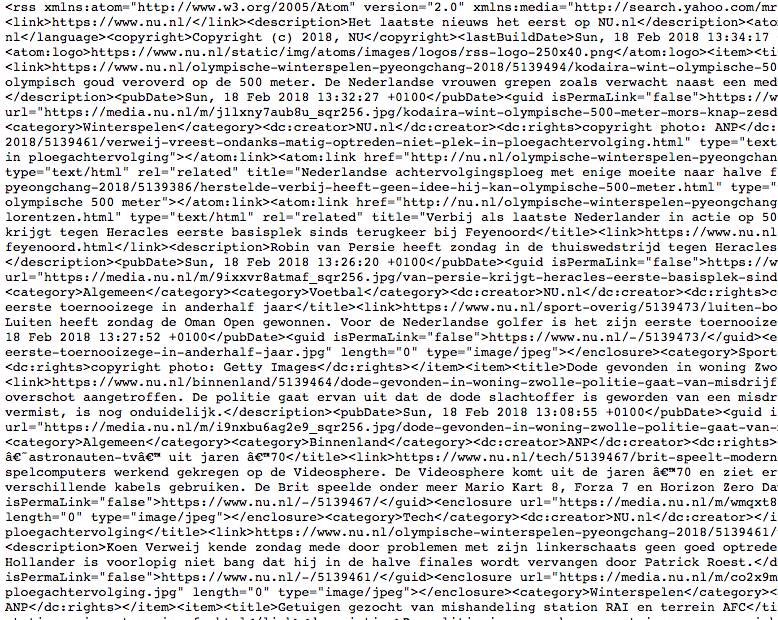 <rss xmlns:atom="http://www.w3.org/2005/Atom" version="2.0" xmlns:media="http://search.yahoo.com/mr
<link>https://www.nu.nl/</link><description>Het laatste nieuws het eerst op NU.nl</description><ato
nl</language><copyright>Copyright (c) 2018, NU</copyright><lastBuildDate>Sun, 18 Feb 2018 13:34:17
<atom:logo>https://www.nu.nl/static/img/atoms/images/logos/rss-logo-250x40.png</atom:logo><item><ti
<link>https://www.nu.nl/olympische-winterspelen-pyeongchang-2018/5139494/kodaira-wint-olympische-50
olympisch goud veroverd op de 500 meter. De Nederlandse vrouwen grepen zoals verwacht naast een med
</description><pubDate>Sun, 18 Feb 2018 13:32:27 +0100</pubDate><guid isPermaLink="false">https://w
url="https://media.nu.nl/m/jllxny7aub8u_sqr256.jpg/kodaira-wint-olympische-500-meter-mors-knap-zesd
<category>Winterspelen</category><dc:creator>NU.nl</dc:creator><dc:rights>copyright photo: ANP</dc:
2018/5139461/verweij-vreest-ondanks-matig-optreden-niet-plek-in-ploegachtervolging.html" type="text
in ploegachtervolging"></atom:link><atom:link href="http://nu.nl/olympische-winterspelen-pyeongchan
type="text/html" rel="related" title="Nederlandse achtervolgingsploeg met enige moeite naar halve f
pyeongchang-2018/5139386/herstelde-verbij-heeft-geen-idee-hij-kan-olympische-500-meter.html" type="
olympische 500 meter"></atom:link><atom:link href="http://nu.nl/olympische-winterspelen-pyeongchang
lorentzen.html" type="text/html" rel="related" title="Verbij als laatste Nederlander in actie op 50
krijgt tegen Heracles eerste basisplek sinds terugkeer bij Feyenoord</title><link>https://www.nu.nl
feyenoord.html</link><description>Robin van Persie heeft zondag in de thuiswedstrijd tegen Heracles
</description><pubDate>Sun, 18 Feb 2018 13:26:20 +0100</pubDate><guid isPermaLink="false">https://w
url="https://media.nu.nl/m/9ixxvr8atmaf_sqr256.jpg/van-persie-krijgt-heracles-eerste-basisplek-sind
<category>Algemeen</category><category>Voetbal</category><dc:creator>NU.nl</dc:creator><dc:rights>c
eerste toernooizege in anderhalf jaar</title><link>https://www.nu.nl/sport-overig/5139473/luiten-bo
Luiten heeft zondag de Oman Open gewonnen. Voor de Nederlandse golfer is het zijn eerste toernooize
18 Feb 2018 13:27:52 +0100</pubDate><guid isPermaLink="false">https://www.nu.nl/-/5139473/</guid><e
eerste-toernooizege-in-anderhalf-jaar.jpg" length="0" type="image/jpeg"></enclosure><category>Sport
<dc:rights>copyright photo: Getty Images</dc:rights></item><item><title>Dode gevonden in woning Zwo
<link>https://www.nu.nl/binnenland/5139464/dode-gevonden-in-woning-zwolle-politie-gaat-van-misdrijf
overschot aangetroffen. De politie gaat ervan uit dat de dode slachtoffer is geworden van een misdr
vermist, is nog onduidelijk.</description><pubDate>Sun, 18 Feb 2018 13:08:55 +0100</pubDate><guid i
url="https://media.nu.nl/m/i9nxbu6ag2e9_sqr256.jpg/dode-gevonden-in-woning-zwolle-politie-gaat-van-
<category>Algemeen</category><category>Binnenland</category><dc:creator>ANP</dc:creator><dc:rights>
â€˜astronauten-tvâ€™ uit jaren â€™70</title><link>https://www.nu.nl/tech/5139467/brit-speelt-modern
spelcomputers werkend gekregen op de Videosphere. De Videosphere komt uit de jaren â€™70 en ziet er
verschillende kabels gebruiken. De Brit speelde onder meer Mario Kart 8, Forza 7 en Horizon Zero Da
isPermaLink="false">https://www.nu.nl/-/5139467/</guid><enclosure url="https://media.nu.nl/m/wmqxt8
length="0" type="image/jpeg"></enclosure><category>Tech</category><dc:creator>NU.nl</dc:creator></i
ploegachtervolging</title><link>https://www.nu.nl/olympische-winterspelen-pyeongchang-2018/5139461/
<description>Koen Verweij kende zondag mede door problemen met zijn linkerschaats geen goed optrede
Hollander is voorlopig niet bang dat hij in de halve finales wordt vervangen door Patrick Roest.</d
isPermaLink="false">https://www.nu.nl/-/5139461/</guid><enclosure url="https://media.nu.nl/m/co2x9m
ploegachtervolging.jpg" length="0" type="image/jpeg"></enclosure><category>Winterspelen</category><
ANP</dc:rights></item><item><title>Getuigen gezocht van mishandeling station RAI en terrein AFC</ti